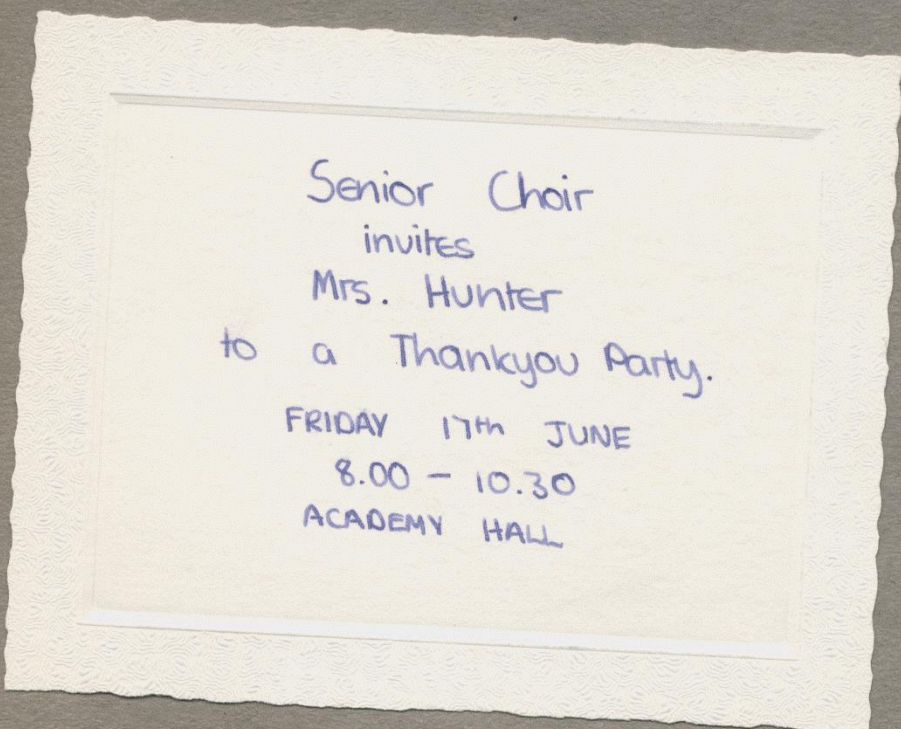 Senior Choir
invites
Mrs. Hunter
to a Thankyou Party.
FRIDAY 17th JUNE
8.00 - 10.30
ACADEMY HALL